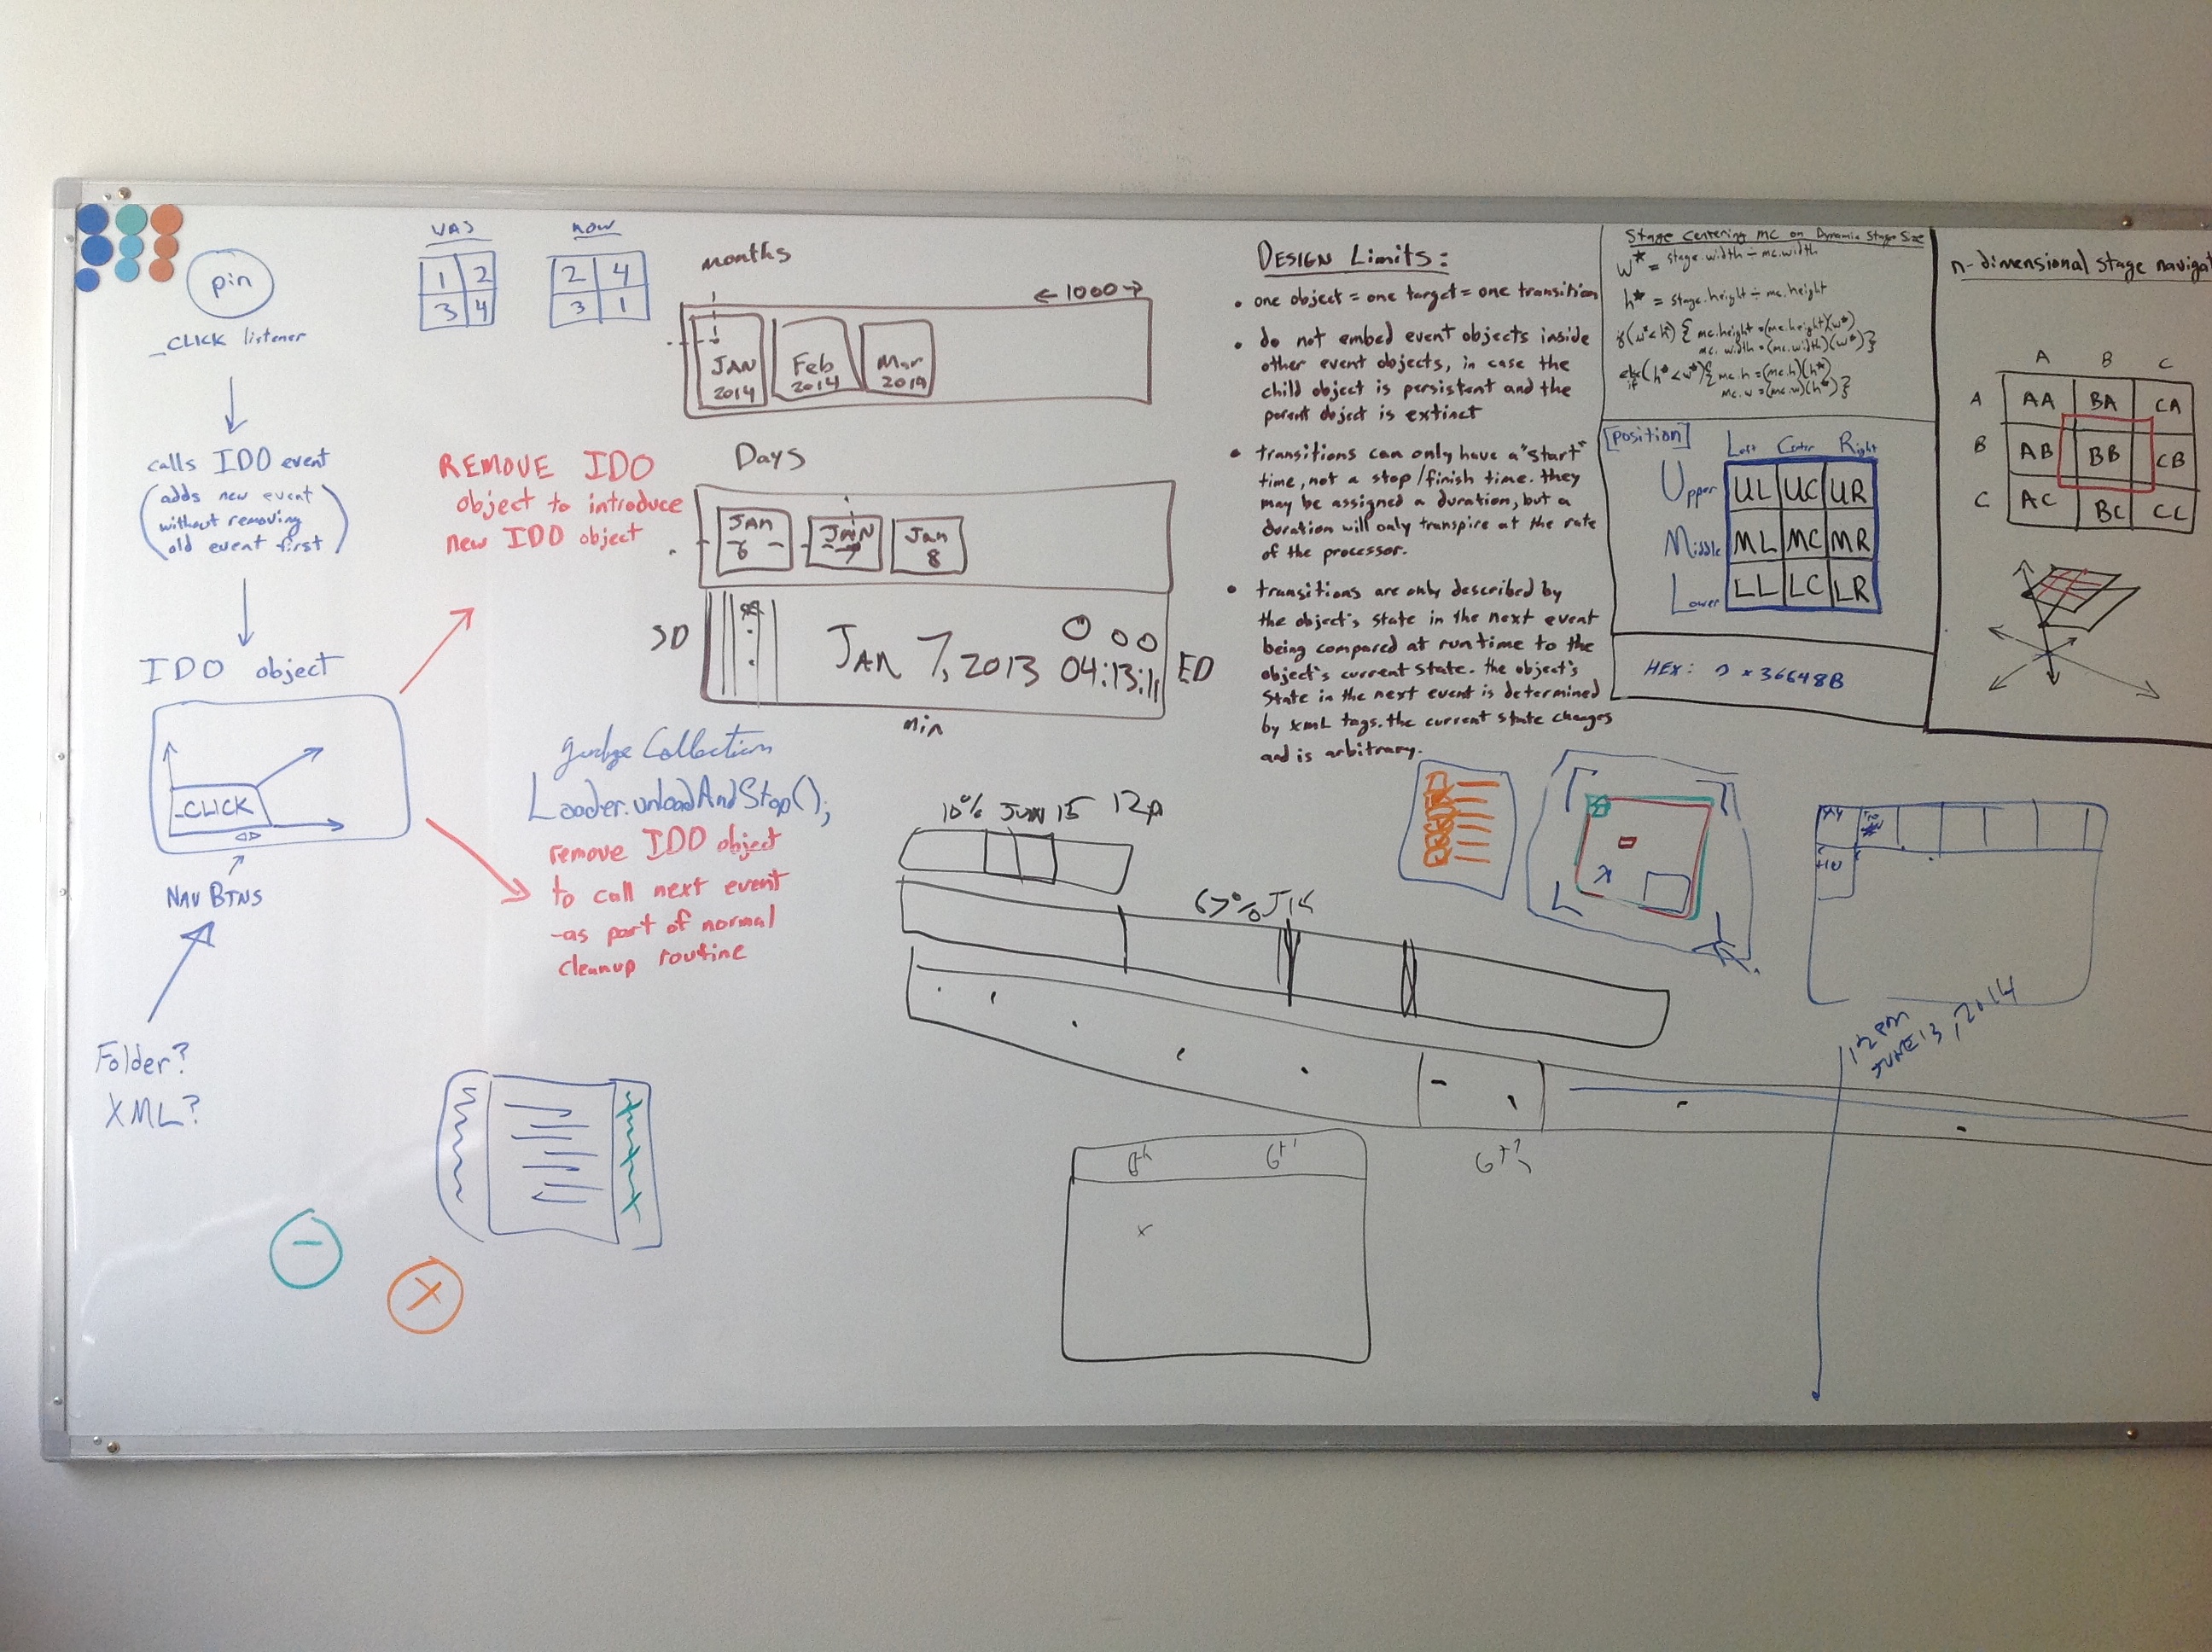 pin
_CLICK listener
calls IDO event
(adds new event
without removing
old event first)
IDO object
_CLICK
NAV BTNS
Folder?
XML?
WAS
1 2
3 4
NOW
2 4
3 1
REMOVE IDO
object to introduce
new IDO object
Loader.unloadAndStop();
remove IDO object
to call next event
-as part of normal
cleanup routine
months
←1000→
JAN
2014
Feb
2014
Mar
2014
Days
JAN
6
JAN
7
Jan
8
SD
JAN 7, 2013 04:13:11
ED
min
10% JUN 15 12p
67% J15
6th
8th
6th
12 PM
JUNE 13, 2014
DESIGN Limits:
• one object = one target = one transition
• do not embed event objects inside
other event objects, in case the
child object is persistent and the
parent object is extinct
• transitions can only have a "start"
time, not a stop/finish time. they
may be assigned a duration, but a
duration will only transpire at the rate
of the processor.
• transitions are only described by
the object's state in the next event
being compared at runtime to the
object's current state. the object's
state in the next event is determined
by xml tags. the current state changes
and is arbitrary.
Stage Centering mc on Dynamic Stage Size
w* = stage.width ÷ mc.width
h* = stage.height ÷ mc.height
if(w*<h*) { mc.height=(mc.height)(w*)
mc.width=(mc.width)(w*) }
else if(h*<w*){ mc.h=(mc.h)(h*)
mc.w=(mc.w)(h*) }
[position]
Left Center Right
Upper UL UC UR
Middle ML MC MR
Lower LL LC LR
HEX: 0x36648B
n-dimensional stage navigat
A B C
A AA BA CA
B AB BB CB
C AC BC CC